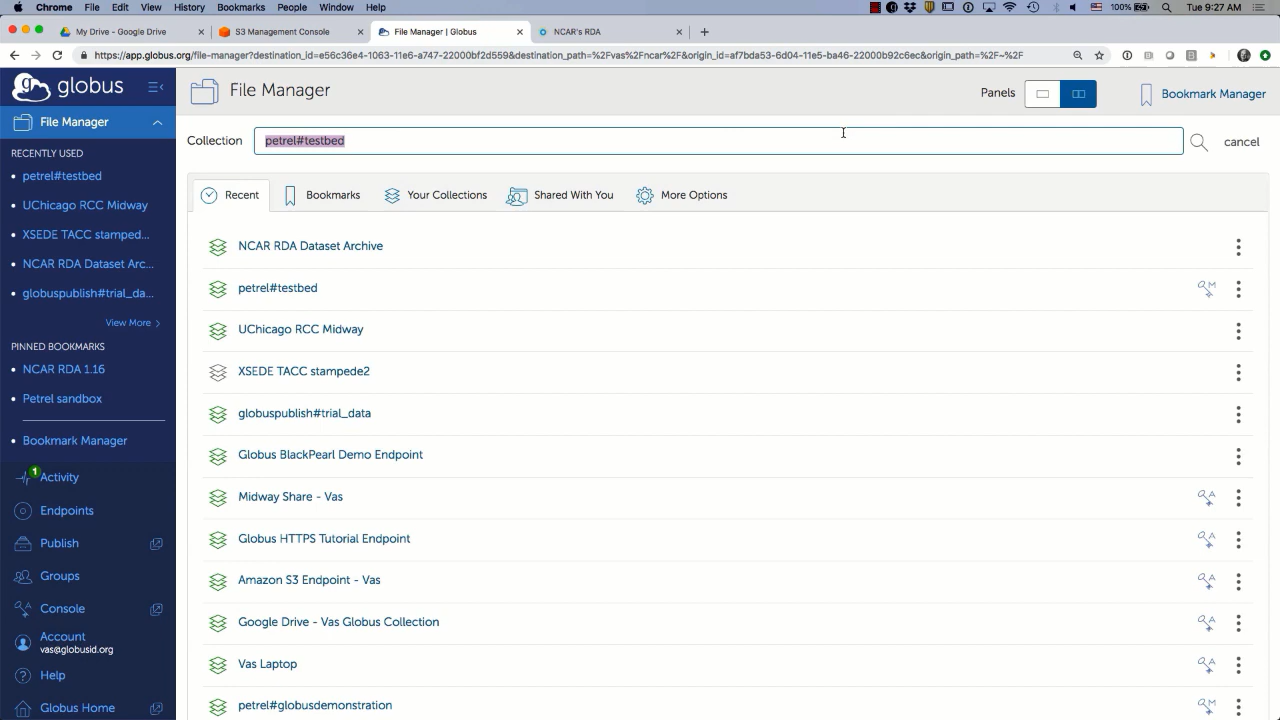 Chrome File Edit View History Bookmarks People Window Help 100% Tue 9:27 AM
My Drive - Google Drive × S3 Management Console × File Manager | Globus × NCAR's RDA ×
https://app.globus.org/file-manager?destination_id=e56c36e4-1063-11e6-a747-22000bf2d559&destination_path=%2Fvas%2Fncar%2F&origin_id=af7bda53-6d04-11e5-ba46-22000b92c6ec&origin_path=%2F~%2F
globus
File Manager
Panels
Bookmark Manager
Collection petrel#testbed cancel
Recent Bookmarks Your Collections Shared With You More Options
NCAR RDA Dataset Archive
petrel#testbed
UChicago RCC Midway
XSEDE TACC stampede2
globuspublish#trial_data
Globus BlackPearl Demo Endpoint
Midway Share - Vas
Globus HTTPS Tutorial Endpoint
Amazon S3 Endpoint - Vas
Google Drive - Vas Globus Collection
Vas Laptop
petrel#globusdemonstration
File Manager
RECENTLY USED
petrel#testbed
UChicago RCC Midway
XSEDE TACC stamped...
NCAR RDA Dataset Arc...
globuspublish#trial_da...
View More >
PINNED BOOKMARKS
NCAR RDA 1.16
Petrel sandbox
Bookmark Manager
1
Activity
Endpoints
Publish
Groups
Console
Account
vas@globusid.org
Help
Globus Home